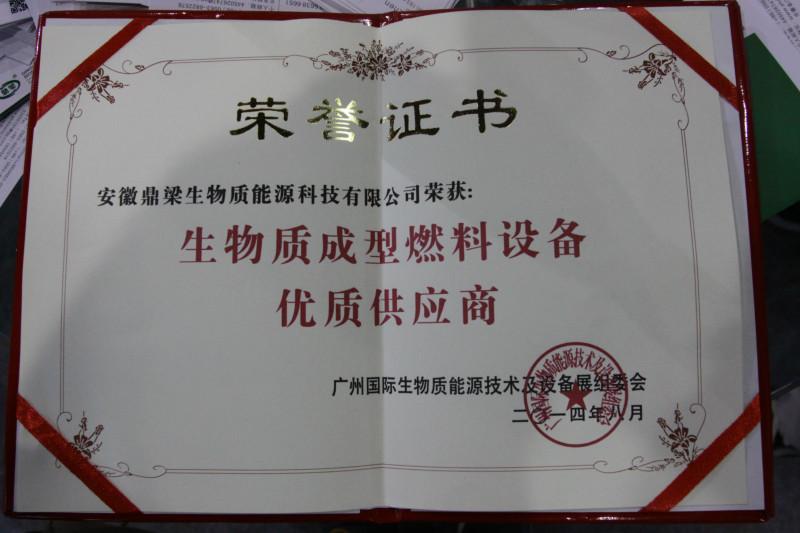 荣誉证书
安徽鼎梁生物质能源科技有限公司荣获:
生物质成型燃料设备
优质供应商
广州国际生物质能源技术及设备展组委会
二〇一四年八月